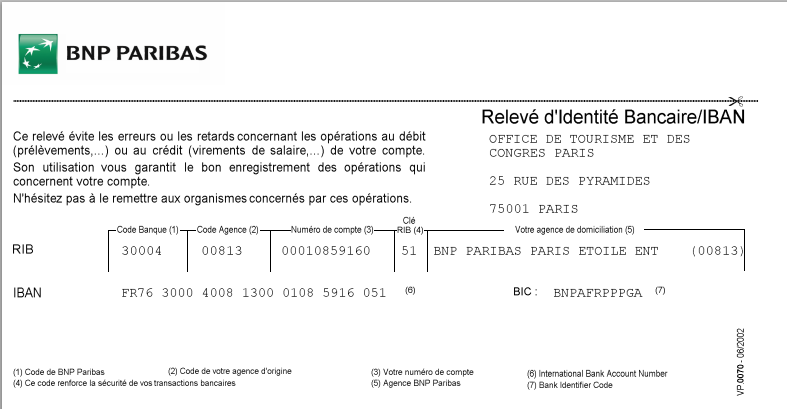 BNP PARIBAS
Relevé d'Identité Bancaire/IBAN
Ce relevé évite les erreurs ou les retards concernant les opérations au débit
(prélèvements,...) ou au crédit (virements de salaire,...) de votre compte.
Son utilisation vous garantit le bon enregistrement des opérations qui
concernent votre compte.
N'hésitez pas à le remettre aux organismes concernés par ces opérations.
OFFICE DE TOURISME ET DES
CONGRES PARIS
25 RUE DES PYRAMIDES
75001 PARIS
Code Banque (1) Code Agence (2) Numéro de compte (3) Clé RIB (4) Votre agence de domiciliation (5)
RIB 30004 00813 00010859160 51 BNP PARIBAS PARIS ETOILE ENT (00813)
IBAN FR76 3000 4008 1300 0108 5916 051 (6) BIC : BNPAFRPPPGA (7)
(1) Code de BNP Paribas (2) Code de votre agence d'origine (3) Votre numéro de compte (6) International Bank Account Number
(4) Ce code renforce la sécurité de vos transactions bancaires (5) Agence BNP Paribas (7) Bank Identifier Code
VP.0070 - 06/2002